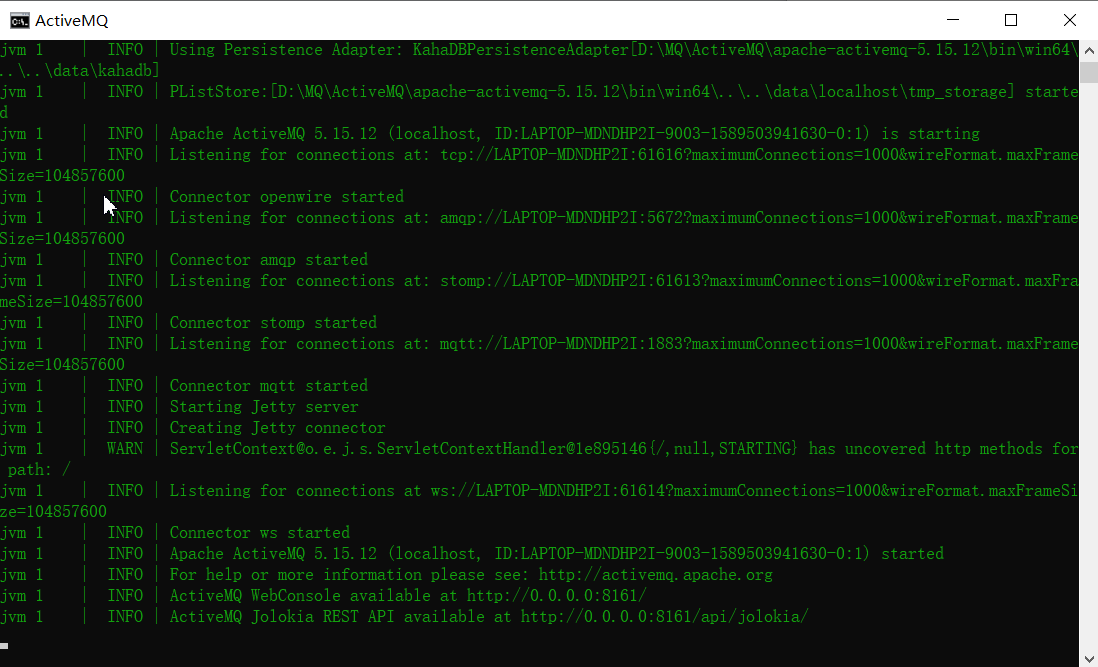 ActiveMQ
jvm 1    |  INFO | Using Persistence Adapter: KahaDBPersistenceAdapter[D:\MQ\ActiveMQ\apache-activemq-5.15.12\bin\win64\
..\..\data\kahadb]
jvm 1    |  INFO | PListStore:[D:\MQ\ActiveMQ\apache-activemq-5.15.12\bin\win64\..\..\data\localhost\tmp_storage] starte
d
jvm 1    |  INFO | Apache ActiveMQ 5.15.12 (localhost, ID:LAPTOP-MDNDHP2I-9003-1589503941630-0:1) is starting
jvm 1    |  INFO | Listening for connections at: tcp://LAPTOP-MDNDHP2I:61616?maximumConnections=1000&wireFormat.maxFrame
Size=104857600
jvm 1    |  INFO | Connector openwire started
jvm 1    |  INFO | Listening for connections at: amqp://LAPTOP-MDNDHP2I:5672?maximumConnections=1000&wireFormat.maxFrame
Size=104857600
jvm 1    |  INFO | Connector amqp started
jvm 1    |  INFO | Listening for connections at: stomp://LAPTOP-MDNDHP2I:61613?maximumConnections=1000&wireFormat.maxFra
meSize=104857600
jvm 1    |  INFO | Connector stomp started
jvm 1    |  INFO | Listening for connections at: mqtt://LAPTOP-MDNDHP2I:1883?maximumConnections=1000&wireFormat.maxFrame
Size=104857600
jvm 1    |  INFO | Connector mqtt started
jvm 1    |  INFO | Starting Jetty server
jvm 1    |  INFO | Creating Jetty connector
jvm 1    |  WARN | ServletContext@o.e.j.s.ServletContextHandler@1e895146{/,null,STARTING} has uncovered http methods for
 path: /
jvm 1    |  INFO | Listening for connections at ws://LAPTOP-MDNDHP2I:61614?maximumConnections=1000&wireFormat.maxFrameSi
ze=104857600
jvm 1    |  INFO | Connector ws started
jvm 1    |  INFO | Apache ActiveMQ 5.15.12 (localhost, ID:LAPTOP-MDNDHP2I-9003-1589503941630-0:1) started
jvm 1    |  INFO | For help or more information please see: http://activemq.apache.org
jvm 1    |  INFO | ActiveMQ WebConsole available at http://0.0.0.0:8161/
jvm 1    |  INFO | ActiveMQ Jolokia REST API available at http://0.0.0.0:8161/api/jolokia/